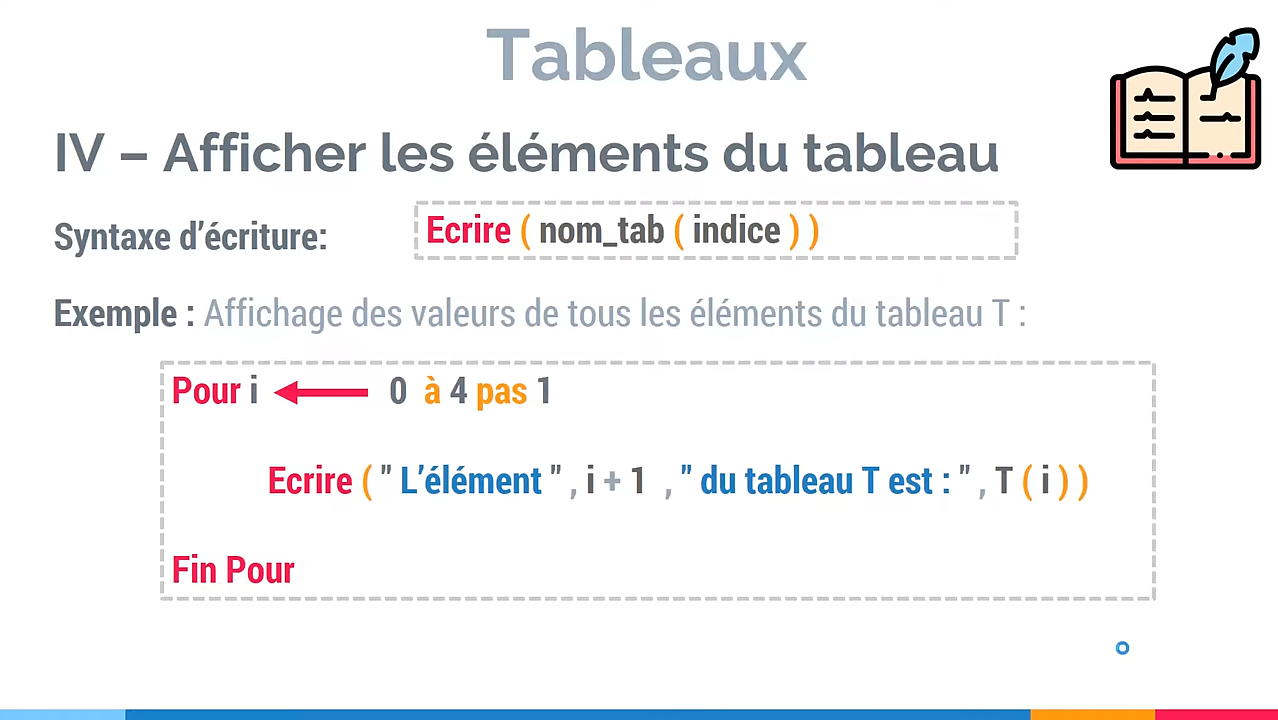 Tableaux
IV – Afficher les éléments du tableau
Syntaxe d’écriture: Ecrire ( nom_tab ( indice ) )
Exemple : Affichage des valeurs de tous les éléments du tableau T :
Pour i 0 à 4 pas 1
Ecrire ( " L’élément " , i + 1 , " du tableau T est : " , T ( i ) )
Fin Pour